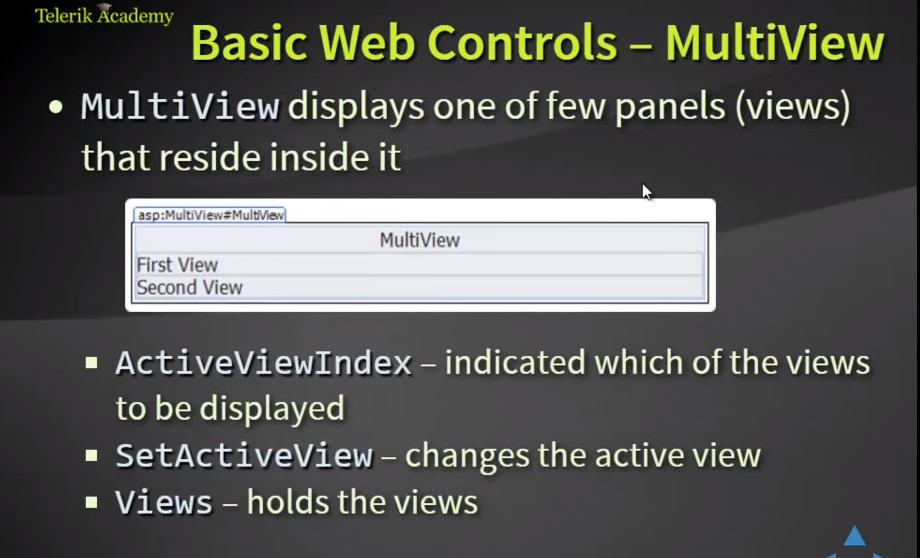 Telerik Academy
Basic Web Controls – MultiView
• MultiView displays one of few panels (views)
that reside inside it
asp:MultiView#MultiView
MultiView
First View
Second View
▪ ActiveViewIndex – indicated which of the views
to be displayed
▪ SetActiveView – changes the active view
▪ Views – holds the views